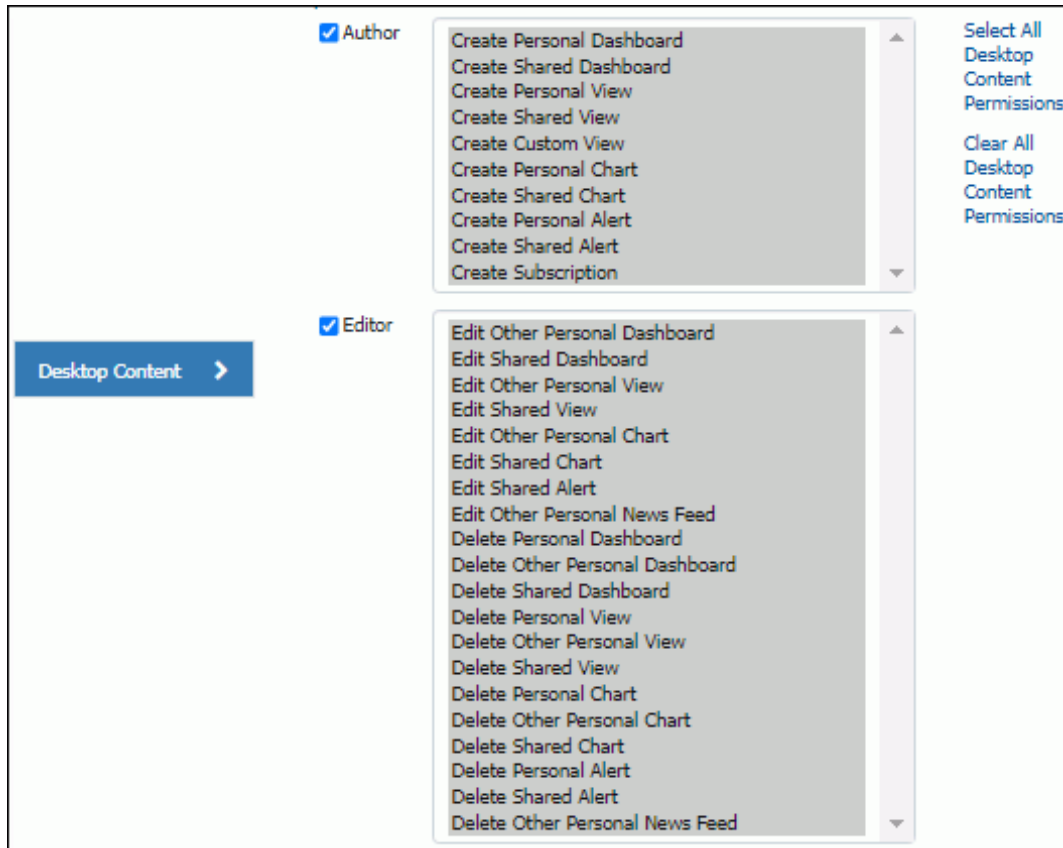 Author
Create Personal Dashboard
Create Shared Dashboard
Create Personal View
Create Shared View
Create Custom View
Create Personal Chart
Create Shared Chart
Create Personal Alert
Create Shared Alert
Create Subscription
Select All
Desktop
Content
Permissions
Clear All
Desktop
Content
Permissions
Desktop Content
Editor
Edit Other Personal Dashboard
Edit Shared Dashboard
Edit Other Personal View
Edit Shared View
Edit Other Personal Chart
Edit Shared Chart
Edit Shared Alert
Edit Other Personal News Feed
Delete Personal Dashboard
Delete Other Personal Dashboard
Delete Shared Dashboard
Delete Personal View
Delete Other Personal View
Delete Shared View
Delete Personal Chart
Delete Other Personal Chart
Delete Shared Chart
Delete Personal Alert
Delete Shared Alert
Delete Other Personal News Feed